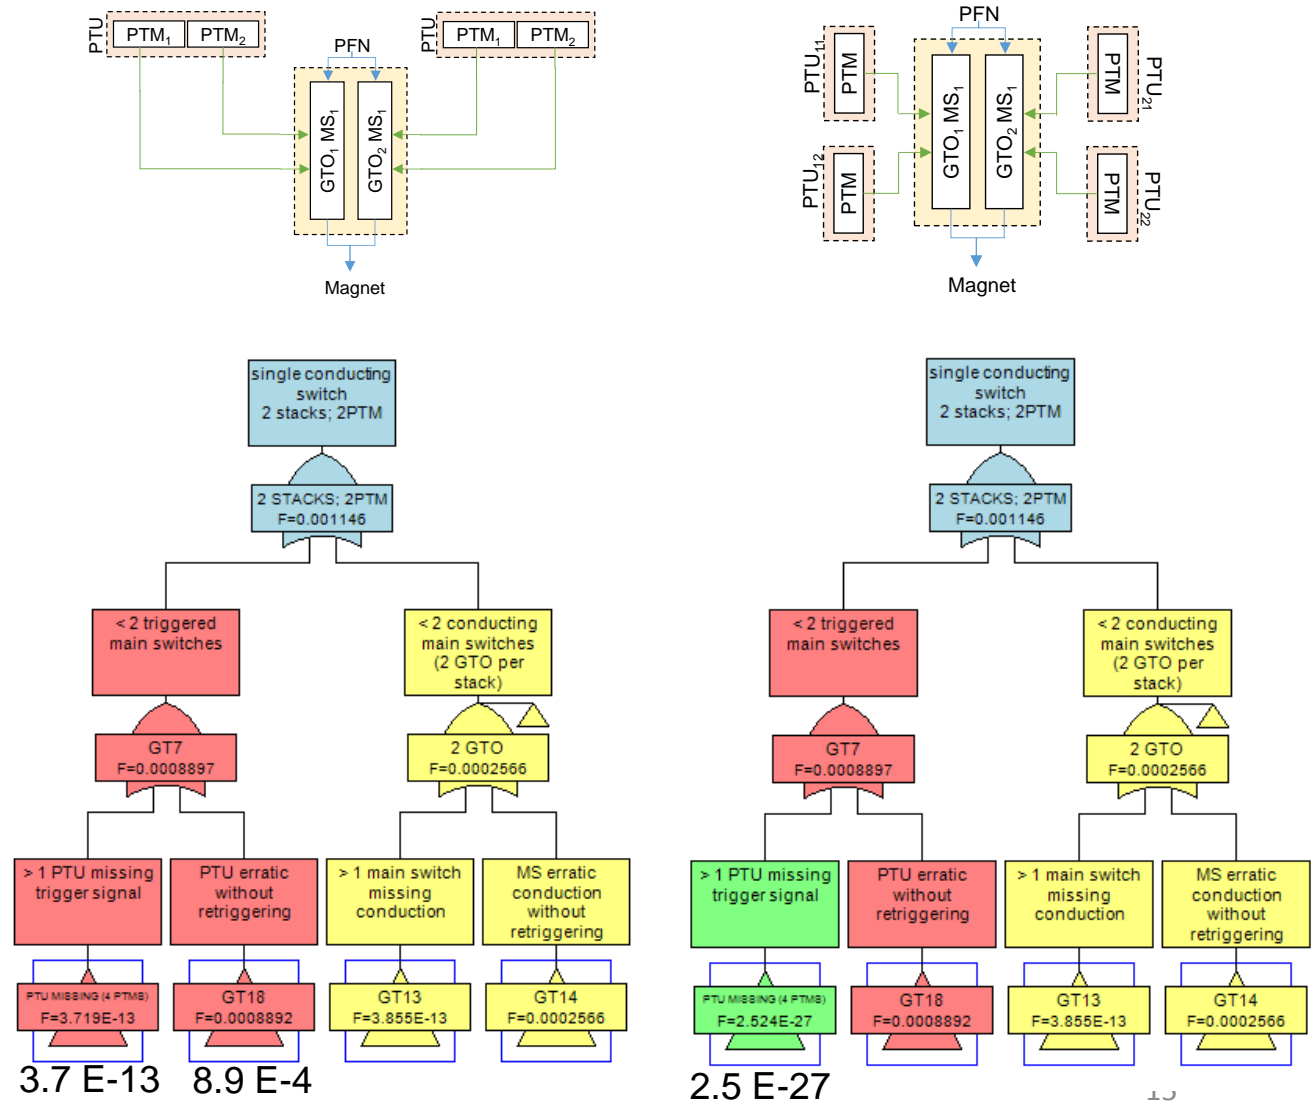 PTU
PTM1
PTM2
PTU
PTM1
PTM2
PFN
GTO1 MS1
GTO2 MS1
Magnet
PFN
PTU11
PTM
PTU12
PTM
GTO1 MS1
GTO2 MS1
PTM
PTU21
PTM
PTU22
Magnet
single conducting
switch
2 stacks; 2PTM
2 STACKS; 2PTM
F=0.001146
< 2 triggered
main switches
< 2 conducting
main switches
(2 GTO per
stack)
GT7
F=0.0008897
2 GTO
F=0.0002566
> 1 PTU missing
trigger signal
PTU erratic
without
retriggering
> 1 main switch
missing
conduction
MS erratic
conduction
without
retriggering
PTU MISSING (4 PTMS)
F=3.719E-13
GT18
F=0.0008892
GT13
F=3.855E-13
GT14
F=0.0002566
3.7 E-13
8.9 E-4
single conducting
switch
2 stacks; 2PTM
2 STACKS; 2PTM
F=0.001146
< 2 triggered
main switches
< 2 conducting
main switches
(2 GTO per
stack)
GT7
F=0.0008897
2 GTO
F=0.0002566
> 1 PTU missing
trigger signal
PTU erratic
without
retriggering
> 1 main switch
missing
conduction
MS erratic
conduction
without
retriggering
PTU MISSING (4 PTMS)
F=2.524E-27
GT18
F=0.0008892
GT13
F=3.855E-13
GT14
F=0.0002566
2.5 E-27